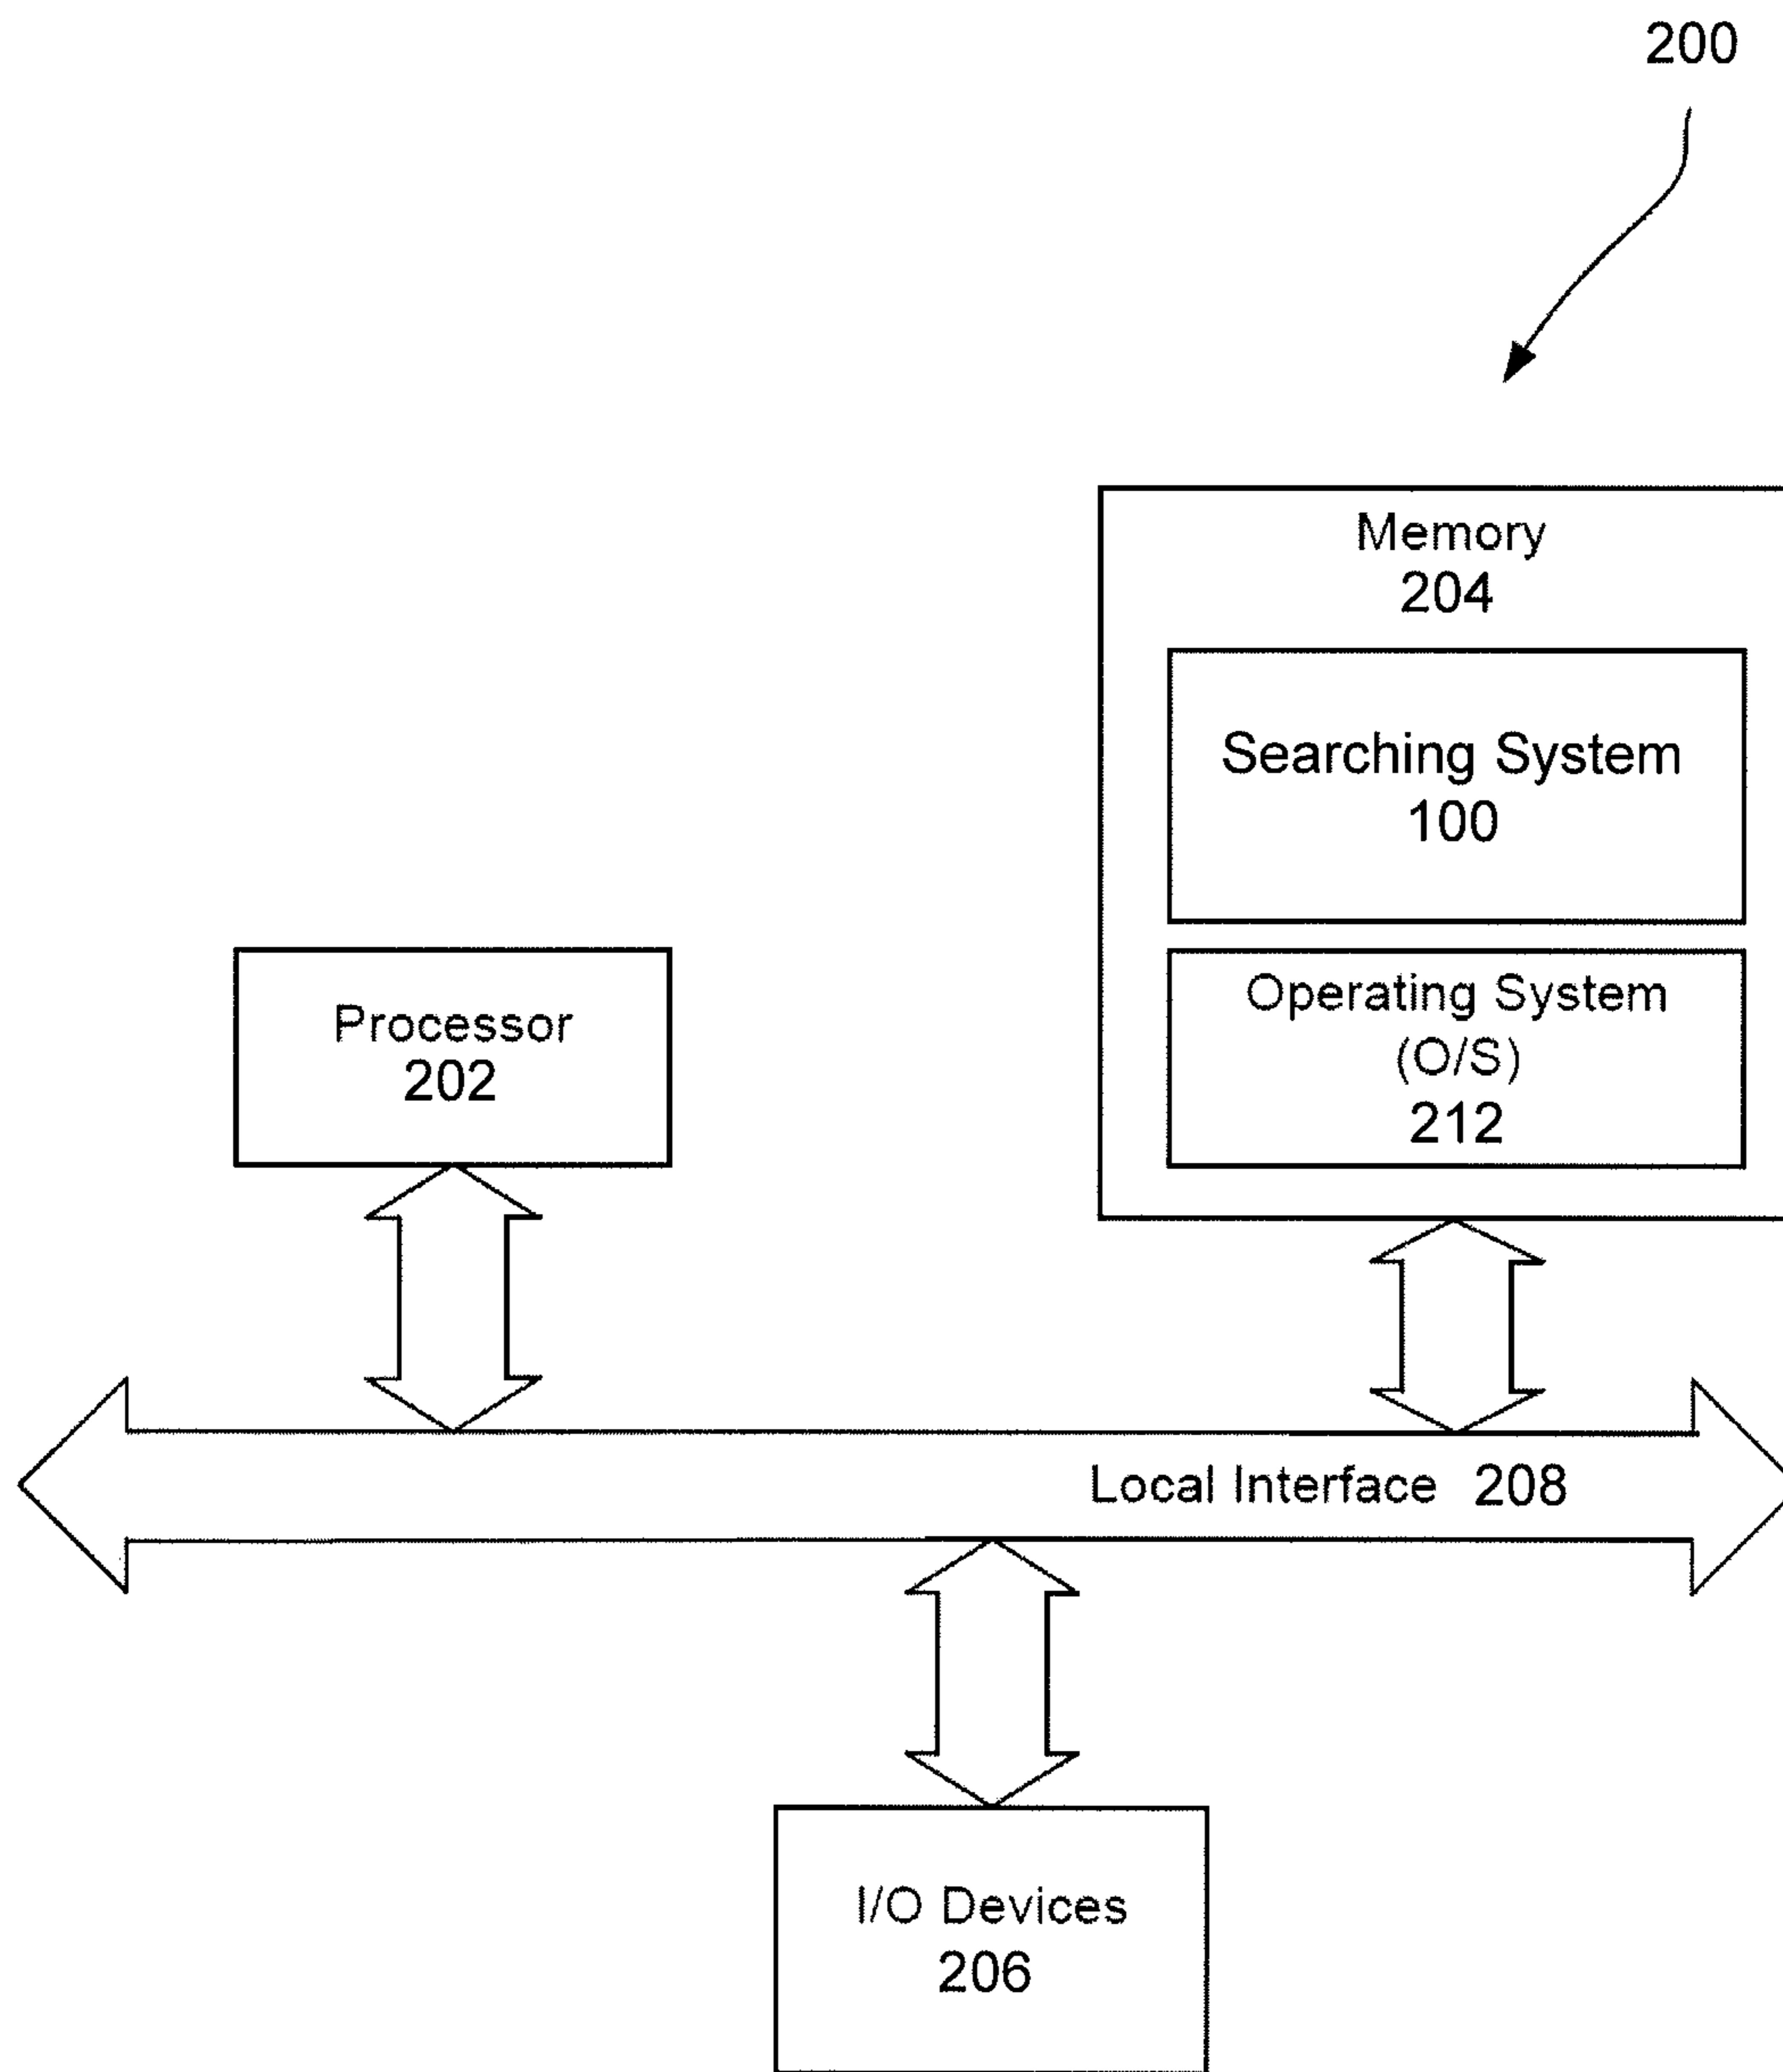 200
Memory
204
Searching System
100
Processor
202
Operating System
(O/S)
212
Local Interface 208
I/O Devices
206